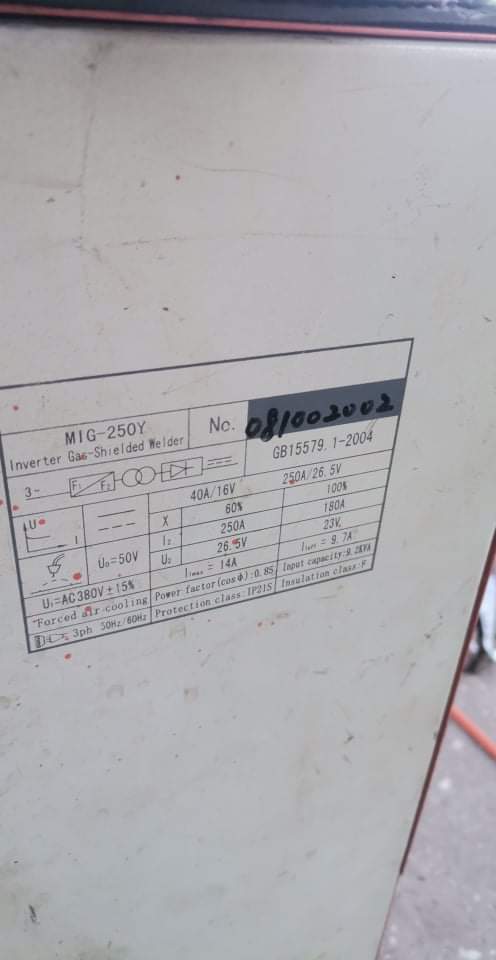 MIG-250Y
Inverter Gas-Shielded Welder
No. 081002002
GB15579.1-2004
3~ F₁ F₂
40A/16V 250A/26.5V
U I X 60% 100%
I₂ 250A 180A
U₀=50V U₂ 26.5V 23V
U₁=AC380V±15% I₁ₘₐₓ = 14A I₁ₑff = 9.7A
Forced air-cooling Power factor(cosΦ):0.85 Input capacity:9.2KVA
3ph 50Hz/60Hz Protection class:IP21S Insulation class:F